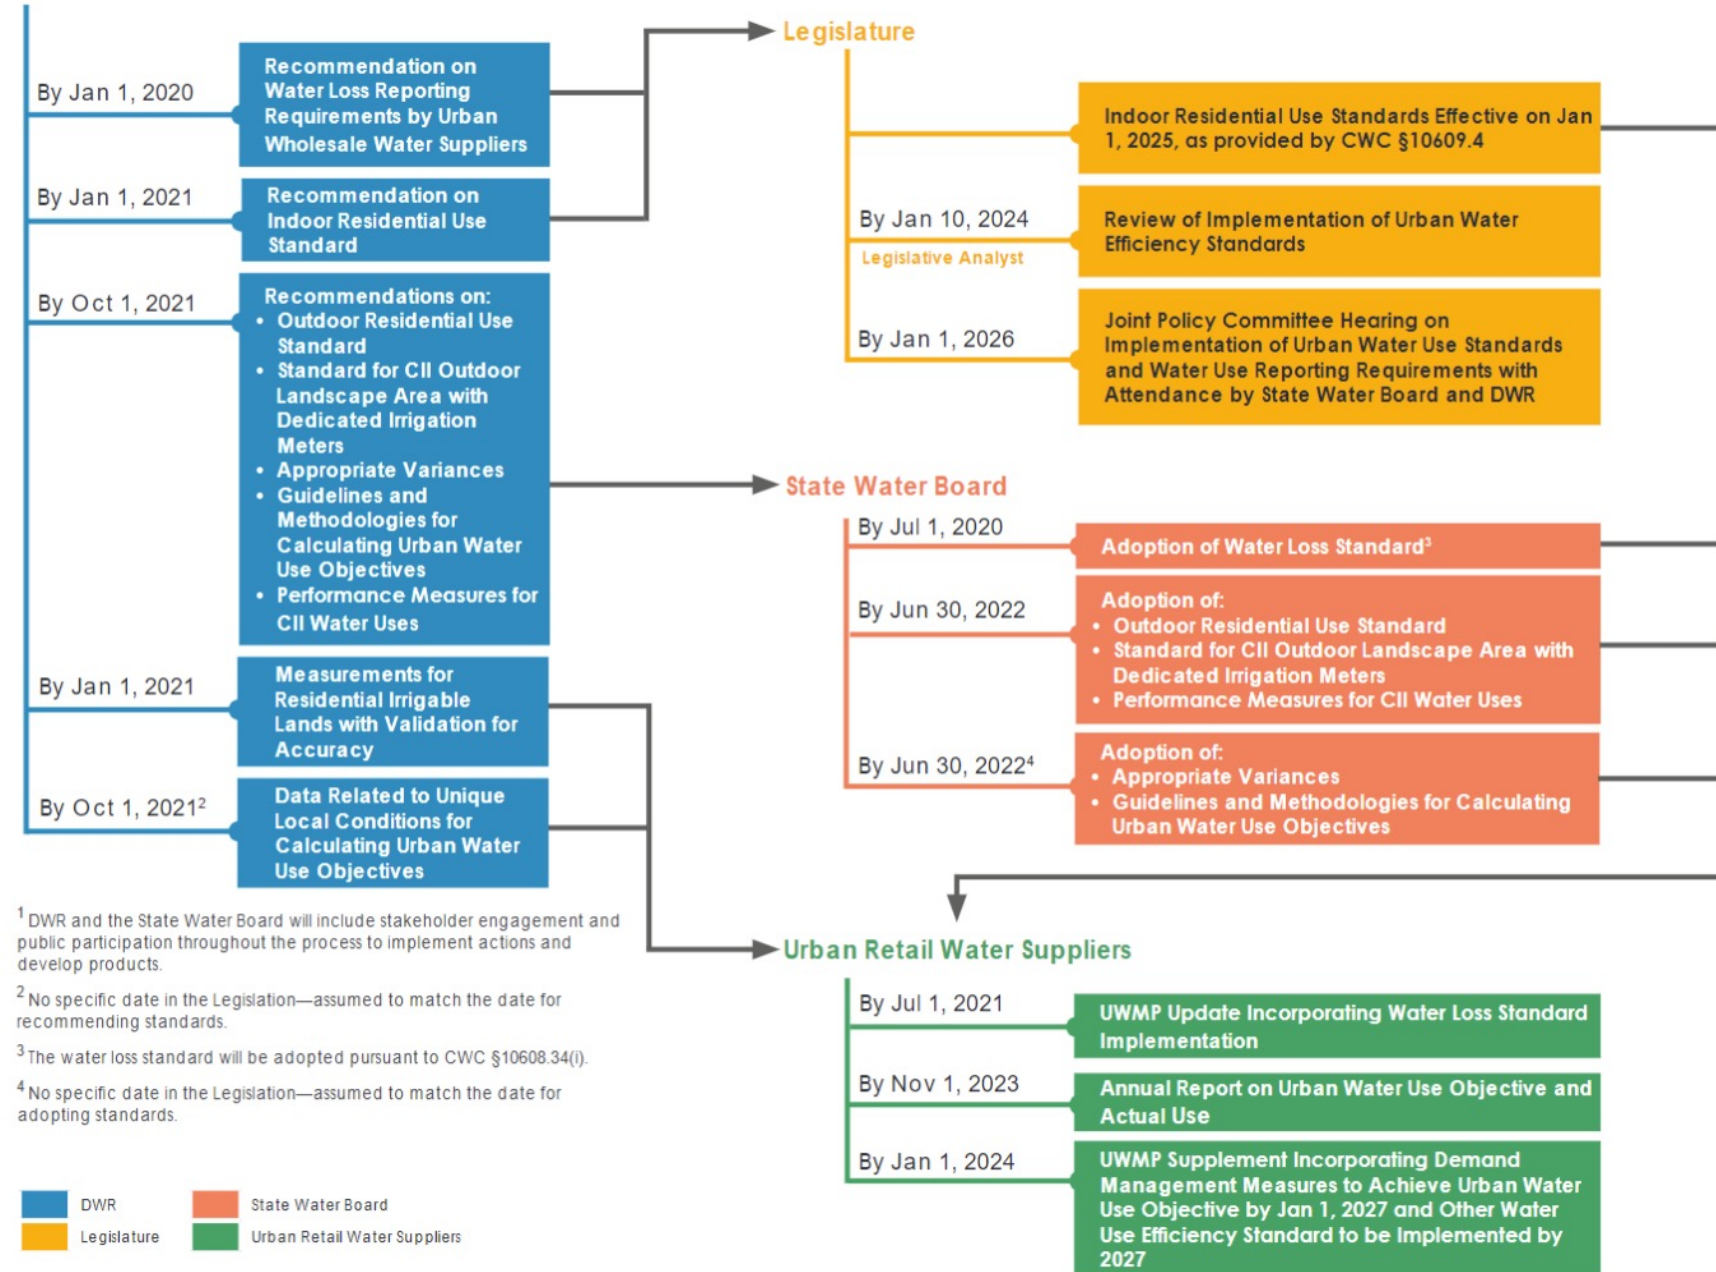 By Jan 1, 2020
Recommendation on
Water Loss Reporting
Requirements by Urban
Wholesale Water Suppliers
By Jan 1, 2021
Recommendation on
Indoor Residential Use
Standard
By Oct 1, 2021
Recommendations on:
• Outdoor Residential Use
Standard
• Standard for CII Outdoor
Landscape Area with
Dedicated Irrigation
Meters
• Appropriate Variances
• Guidelines and
Methodologies for
Calculating Urban Water
Use Objectives
• Performance Measures for
CII Water Uses
By Jan 1, 2021
Measurements for
Residential Irrigable
Lands with Validation for
Accuracy
By Oct 1, 2021²
Data Related to Unique
Local Conditions for
Calculating Urban Water
Use Objectives
Legislature
Indoor Residential Use Standards Effective on Jan
1, 2025, as provided by CWC §10609.4
By Jan 10, 2024
Legislative Analyst
Review of Implementation of Urban Water
Efficiency Standards
By Jan 1, 2026
Joint Policy Committee Hearing on
Implementation of Urban Water Use Standards
and Water Use Reporting Requirements with
Attendance by State Water Board and DWR
State Water Board
By Jul 1, 2020
Adoption of Water Loss Standard³
By Jun 30, 2022
Adoption of:
• Outdoor Residential Use Standard
• Standard for CII Outdoor Landscape Area with
Dedicated Irrigation Meters
• Performance Measures for CII Water Uses
By Jun 30, 2022⁴
Adoption of:
• Appropriate Variances
• Guidelines and Methodologies for Calculating
Urban Water Use Objectives
Urban Retail Water Suppliers
By Jul 1, 2021
UWMP Update Incorporating Water Loss Standard
Implementation
By Nov 1, 2023
Annual Report on Urban Water Use Objective and
Actual Use
By Jan 1, 2024
UWMP Supplement Incorporating Demand
Management Measures to Achieve Urban Water
Use Objective by Jan 1, 2027 and Other Water
Use Efficiency Standard to be Implemented by
2027
¹ DWR and the State Water Board will include stakeholder engagement and
public participation throughout the process to implement actions and
develop products.
² No specific date in the Legislation—assumed to match the date for
recommending standards.
³ The water loss standard will be adopted pursuant to CWC §10608.34(i).
⁴ No specific date in the Legislation—assumed to match the date for
adopting standards.
DWR
State Water Board
Legislature
Urban Retail Water Suppliers